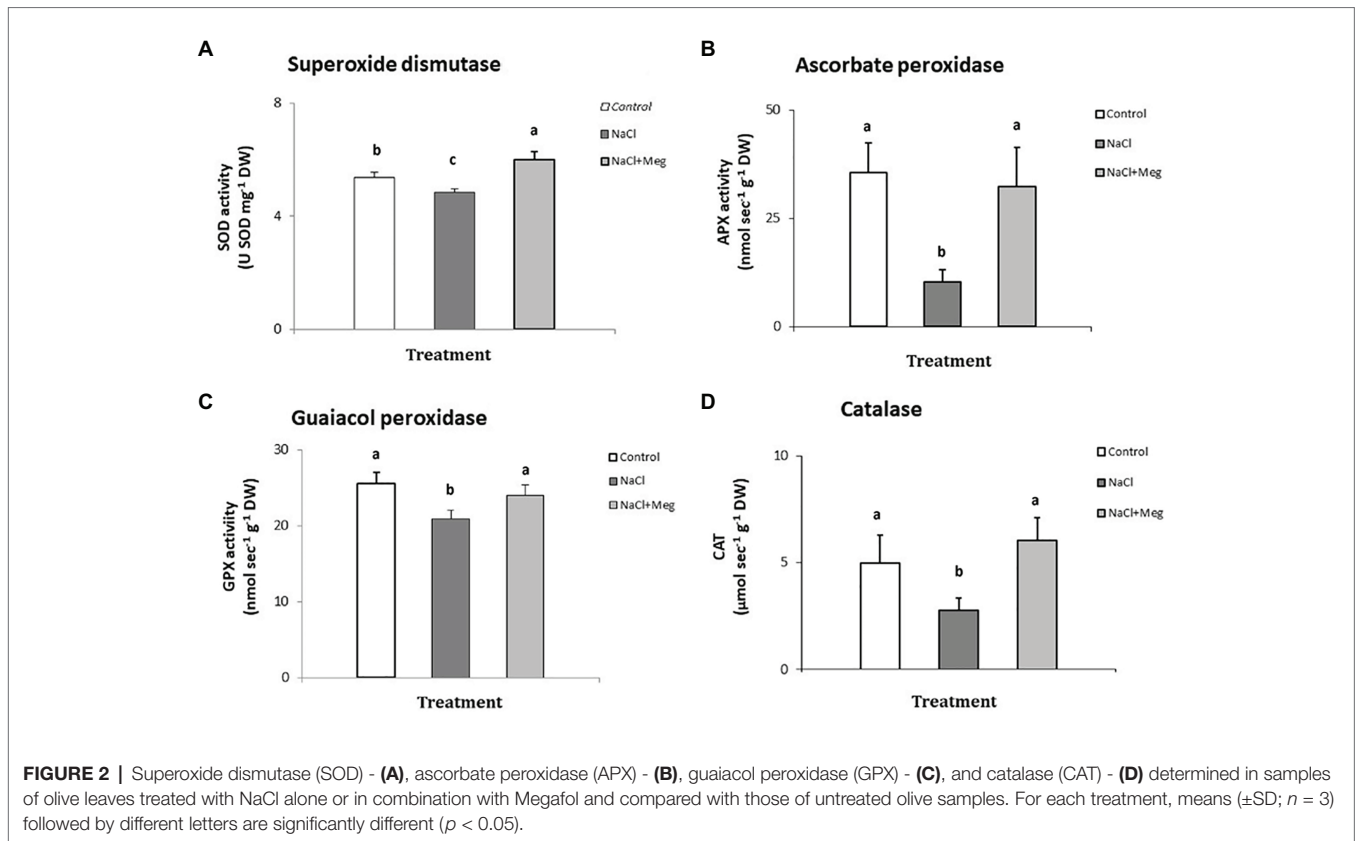 A
Superoxide dismutase
8
4
0
SOD activity
(U SOD mg⁻¹ DW)
b
c
a
Control
NaCl
NaCl+Meg
Treatment
B
Ascorbate peroxidase
50
25
0
APX activity
(nmol sec⁻¹ g⁻¹ DW)
a
b
a
Control
NaCl
NaCl+Meg
Treatment
C
Guaiacol peroxidase
30
20
10
0
GPX activiity
(nmol sec⁻¹ g⁻¹ DW)
a
b
a
Control
NaCl
NaCl+Meg
Treatment
D
Catalase
10
5
0
CAT
(µmol sec⁻¹ g⁻¹ DW)
a
b
a
Control
NaCl
NaCl+Meg
Treatment
FIGURE 2 | Superoxide dismutase (SOD) - (A), ascorbate peroxidase (APX) - (B), guaiacol peroxidase (GPX) - (C), and catalase (CAT) - (D) determined in samples
of olive leaves treated with NaCl alone or in combination with Megafol and compared with those of untreated olive samples. For each treatment, means (±SD; n = 3)
followed by different letters are significantly different (p < 0.05).